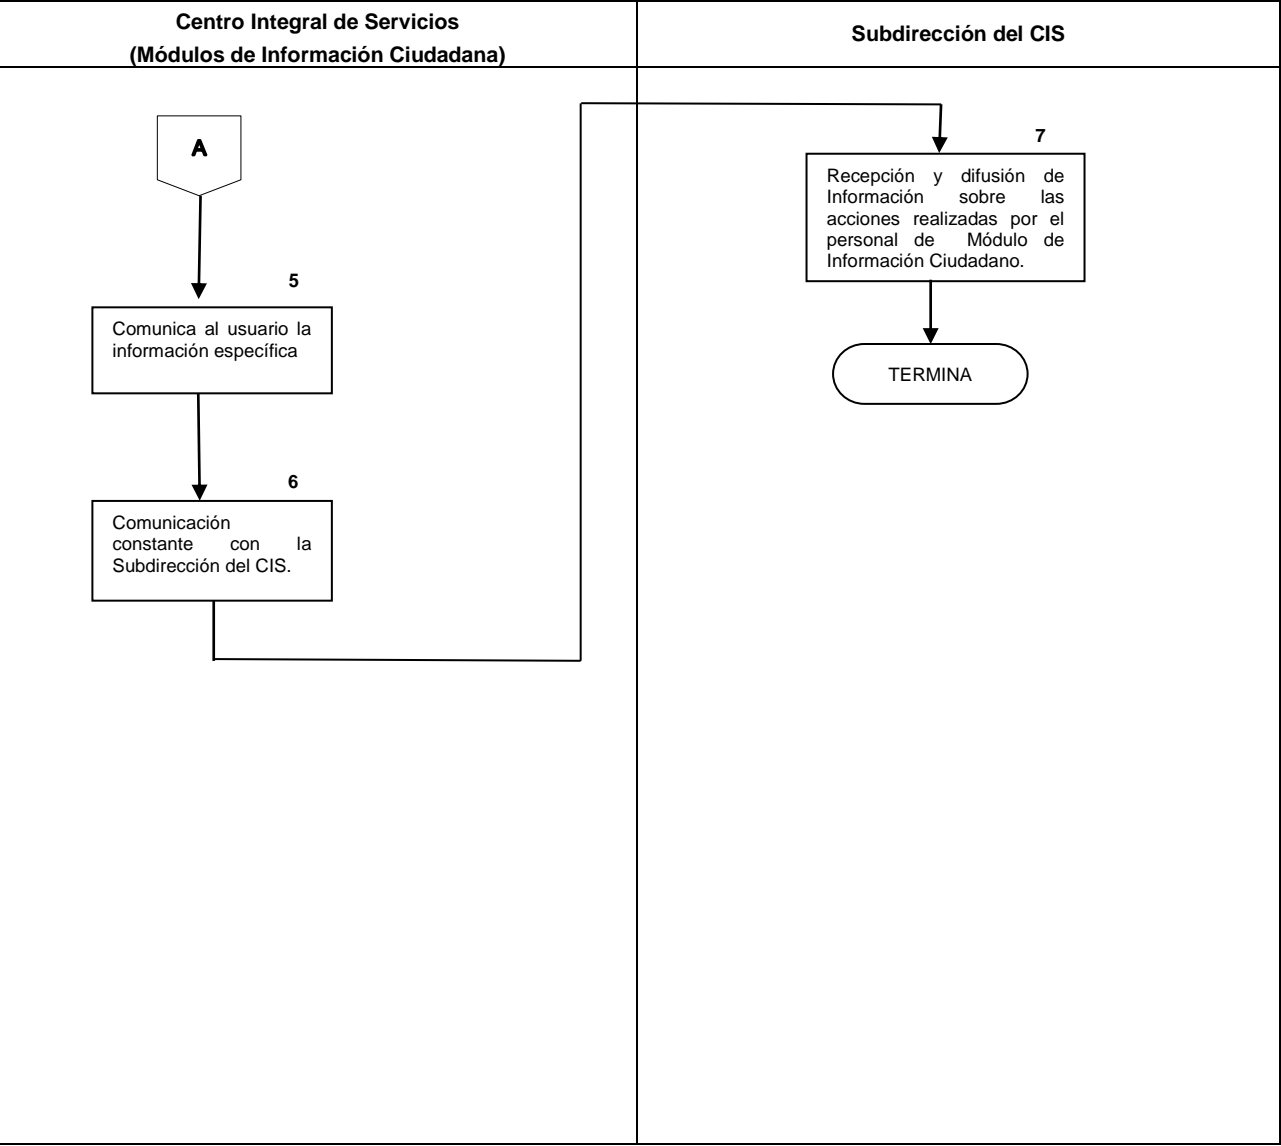 Centro Integral de Servicios
(Módulos de Información Ciudadana)
Subdirección del CIS
A
5
Comunica al usuario la
información específica
6
Comunicación
constante con la
Subdirección del CIS.
7
Recepción y difusión de
Información sobre las
acciones realizadas por el
personal de Módulo de
Información Ciudadano.
TERMINA